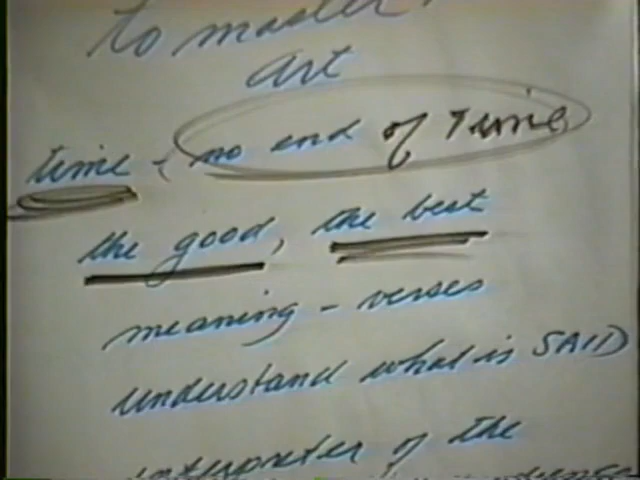 to master
art
time - no end of Time
the good, the best
meaning - verses
understand what is SAID
interpreter of the